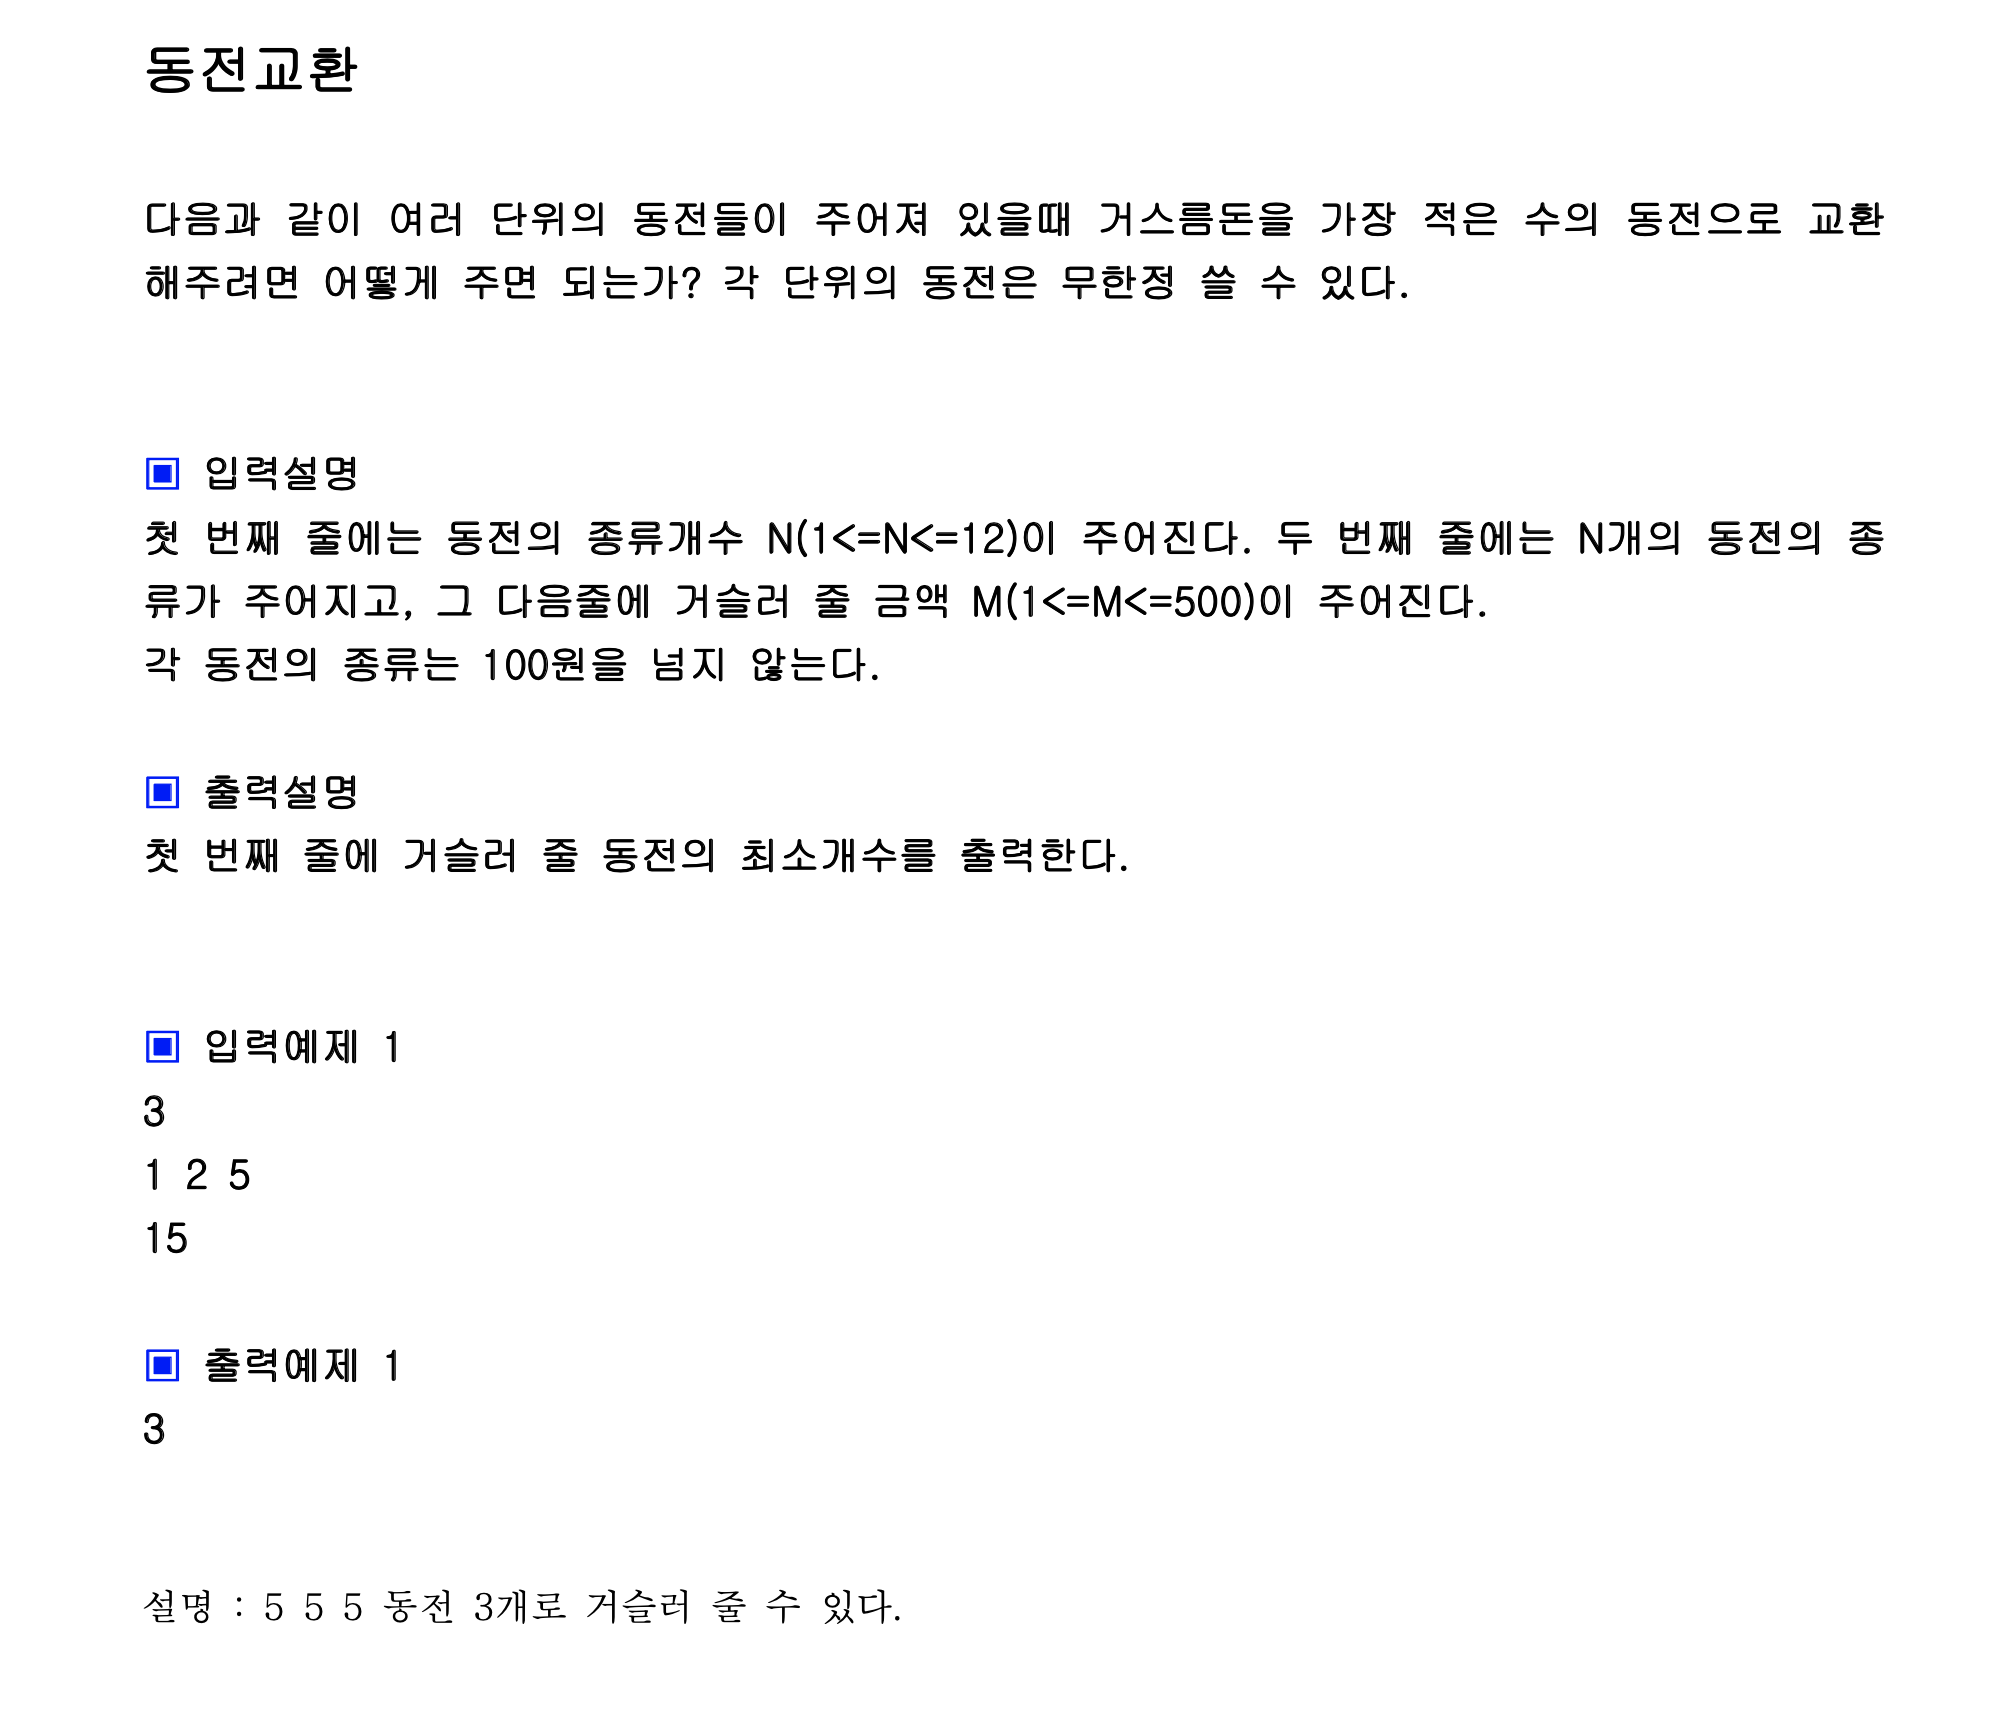 동전교환
다음과 같이 여러 단위의 동전들이 주어져 있을때 거스름돈을 가장 적은 수의 동전으로 교환
해주려면 어떻게 주면 되는가? 각 단위의 동전은 무한정 쓸 수 있다.
▣ 입력설명
첫 번째 줄에는 동전의 종류개수 N(1<=N<=12)이 주어진다. 두 번째 줄에는 N개의 동전의 종
류가 주어지고, 그 다음줄에 거슬러 줄 금액 M(1<=M<=500)이 주어진다.
각 동전의 종류는 100원을 넘지 않는다.
▣ 출력설명
첫 번째 줄에 거슬러 줄 동전의 최소개수를 출력한다.
▣ 입력예제 1
3
1 2 5
15
▣ 출력예제 1
3
설명 : 5 5 5 동전 3개로 거슬러 줄 수 있다.